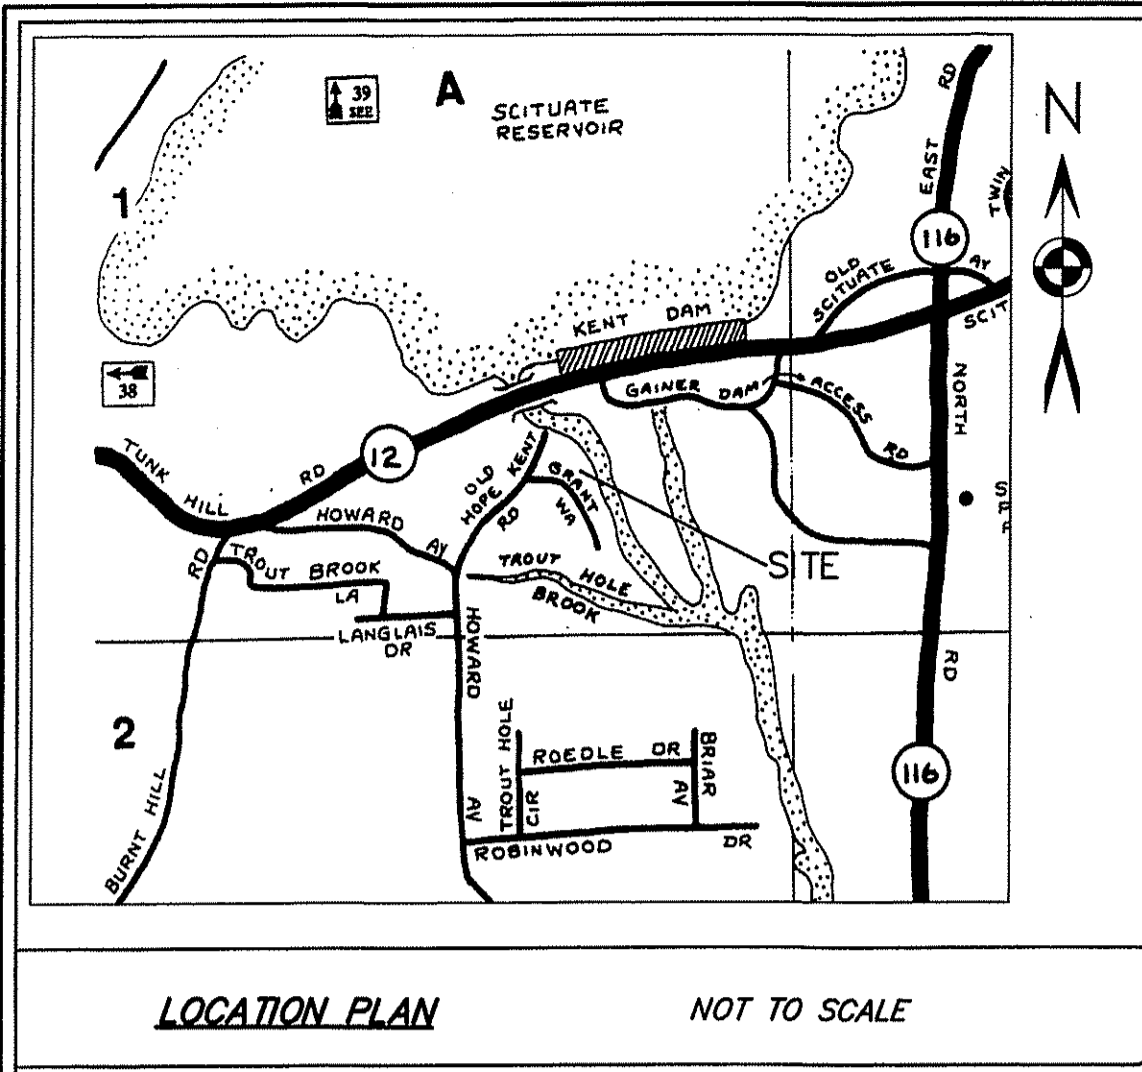 A
39
SEE
SCITUATE
RESERVOIR
N
1
EAST RD
TWIN
116
OLD
SCITUATE AY
SCIT
KENT DAM
38
GAINER DAM ACCESS RD
NORTH RD
TUNK HILL RD
12
OLD
HOPE KENT
RD
GRANT
WA
S
HOWARD AY
SITE
TROUT HOLE
BROOK
RD
TROUT BROOK
LA
LANGLAIS
DR
HOWARD AV
2
BURNT HILL
TROUT HOLE
CIR
ROEDLE DR
BRIAR
AV
116
ROBINWOOD DR
LOCATION PLAN
NOT TO SCALE